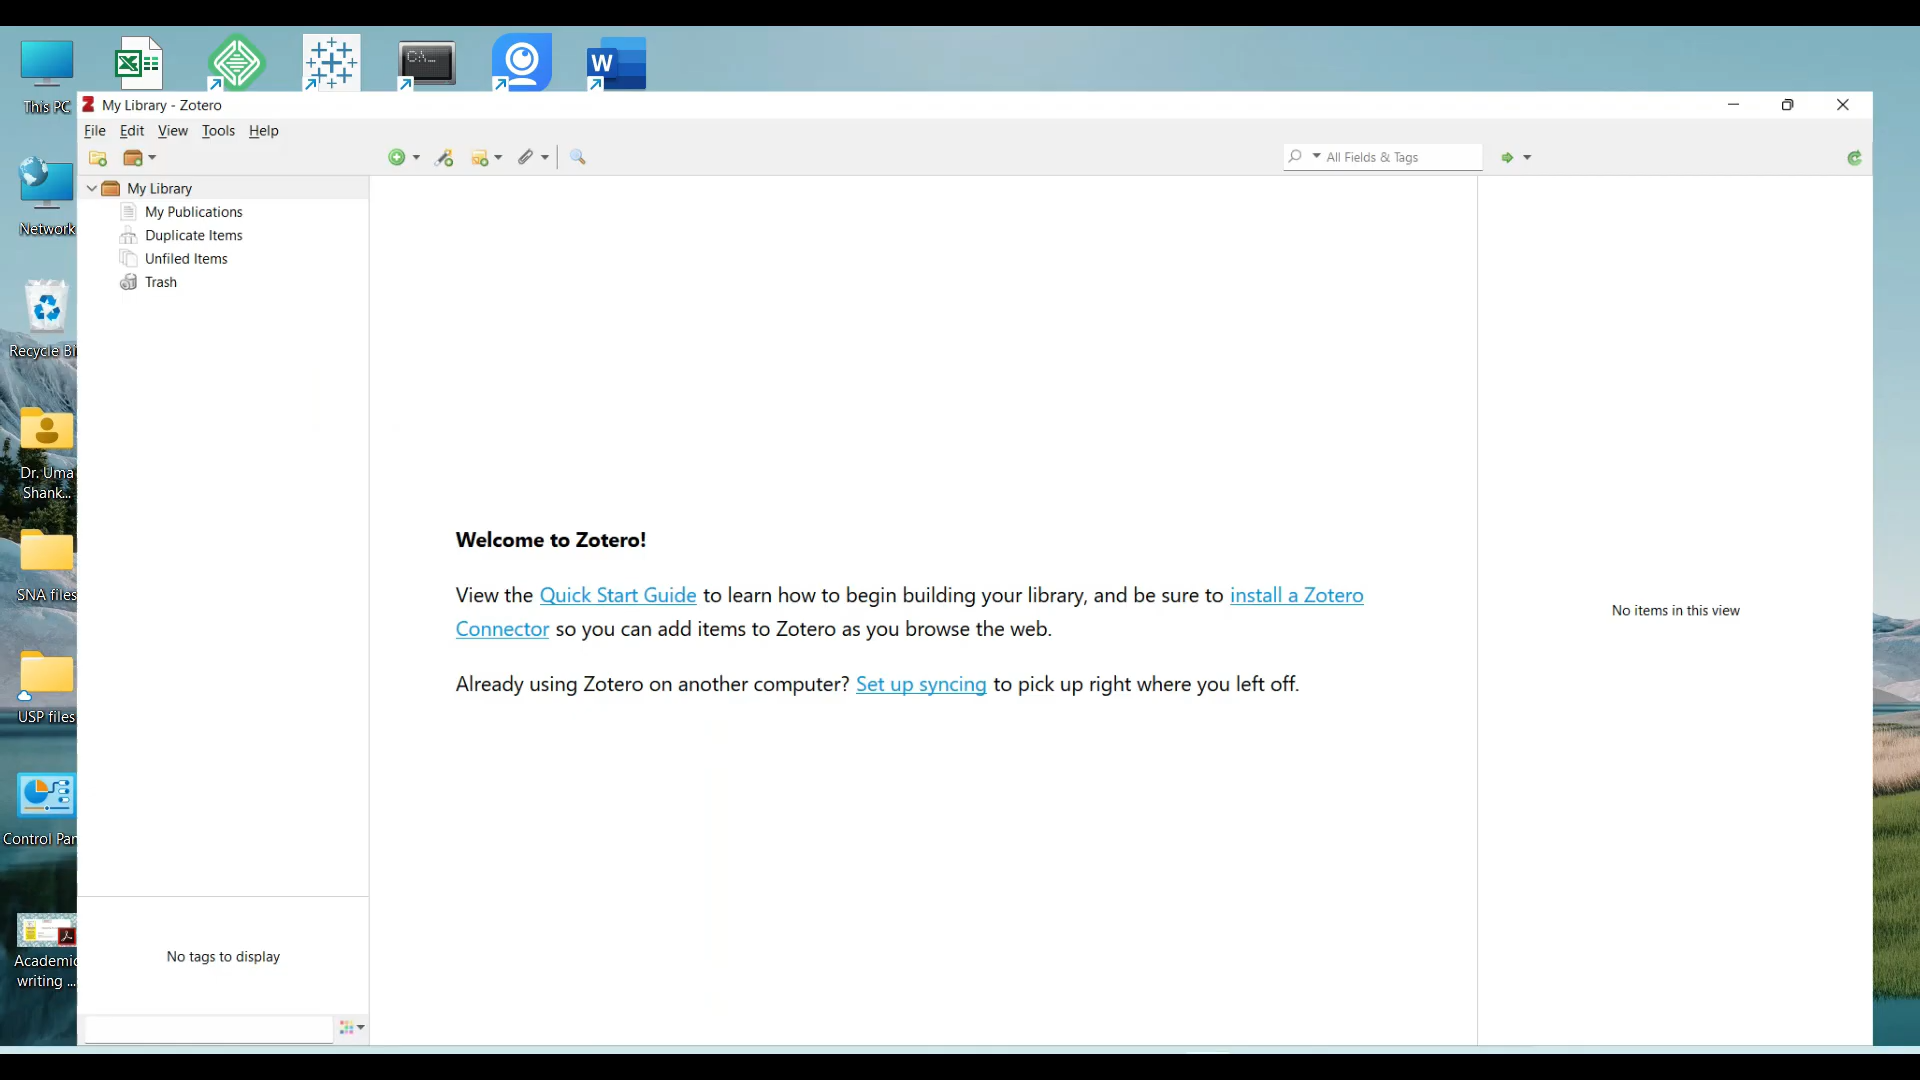 This PC
My Library - Zotero
File Edit View Tools Help
All Fields & Tags
My Library
My Publications
Duplicate Items
Unfiled Items
Trash
Network
Recycle Bi
Dr. Uma
Shank...
SNA files
USP files
Control Pan
Academic
writing ...
Welcome to Zotero!
View the Quick Start Guide to learn how to begin building your library, and be sure to install a Zotero
Connector so you can add items to Zotero as you browse the web.
Already using Zotero on another computer? Set up syncing to pick up right where you left off.
No items in this view
No tags to display